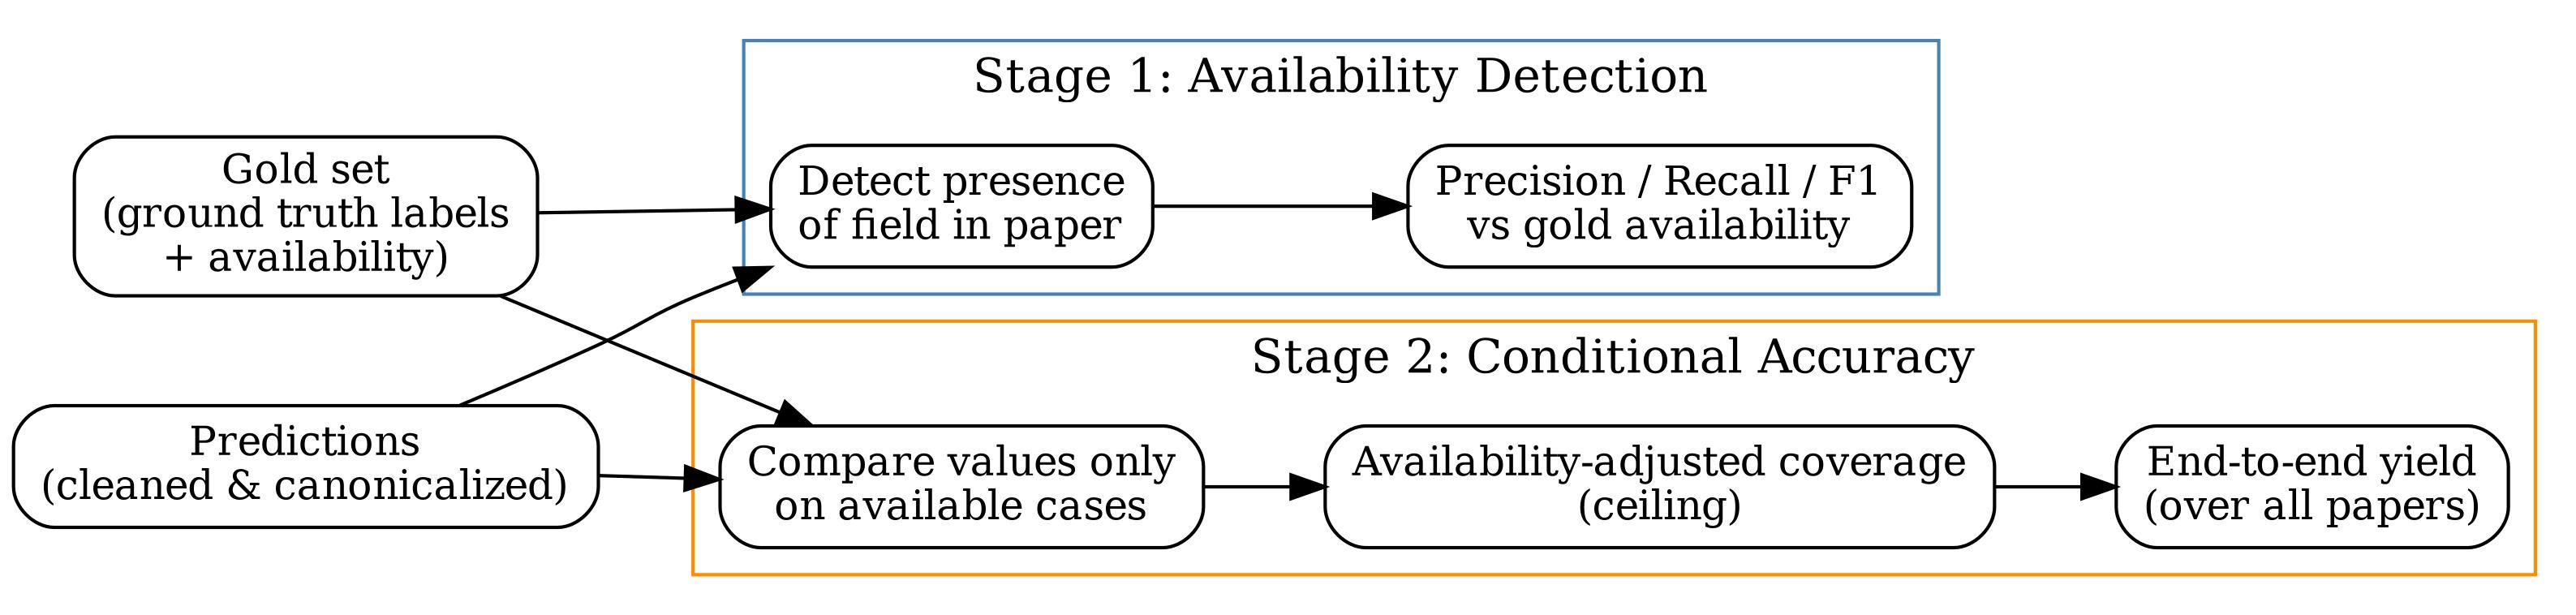 Stage 1: Availability Detection
Gold set
(ground truth labels
+ availability)
Detect presence
of field in paper
Precision / Recall / F1
vs gold availability
Stage 2: Conditional Accuracy
Predictions
(cleaned & canonicalized)
Compare values only
on available cases
Availability-adjusted coverage
(ceiling)
End-to-end yield
(over all papers)